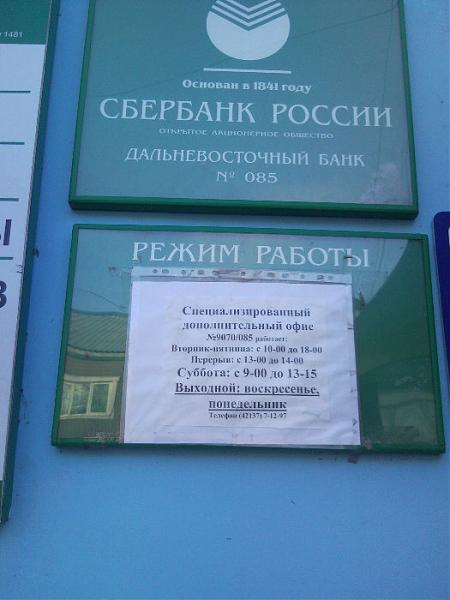 1481
Основан в 1841 году
СБЕРБАНК РОССИИ
ОТКРЫТОЕ АКЦИОНЕРНОЕ ОБЩЕСТВО
ДАЛЬНЕВОСТОЧНЫЙ БАНК
№ 085
РЕЖИМ РАБОТЫ
Специализированный
дополнительный офис
№9070/085 работает:
Вторник-пятница: с 10-00 до 18-00
Перерыв: с 13-00 до 14-00
Суббота: с 9-00 до 13-15
Выходной: воскресенье,
понедельник
Телефон (42137) 7-12-97